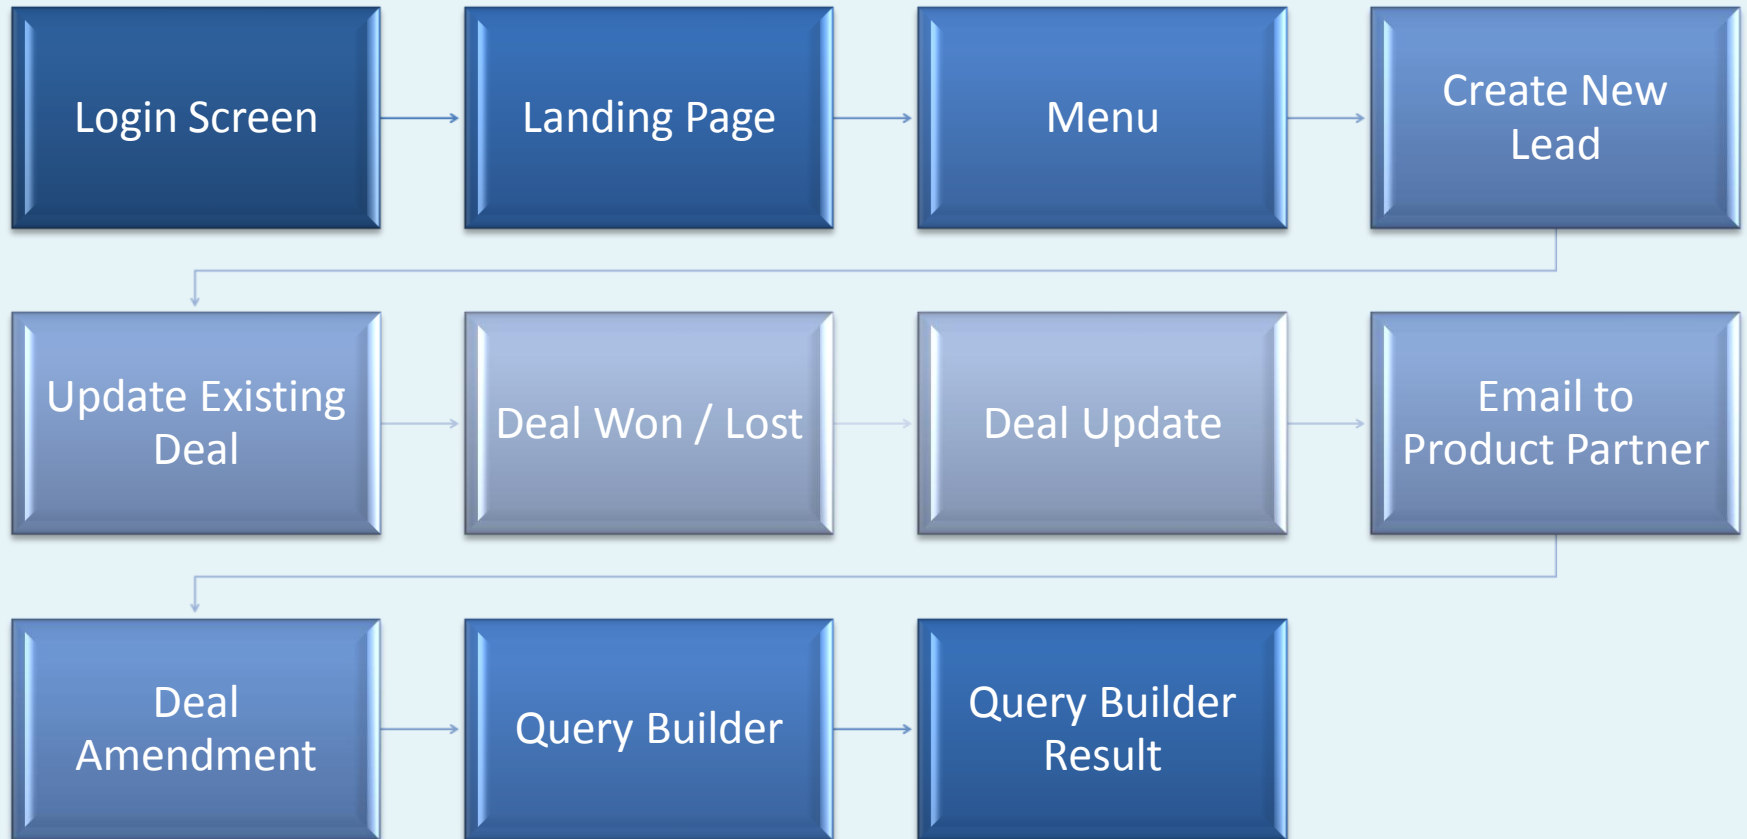 Login Screen
Landing Page
Menu
Create New
Lead
Update Existing
Deal
Deal Won / Lost
Deal Update
Email to
Product Partner
Deal
Amendment
Query Builder
Query Builder
Result